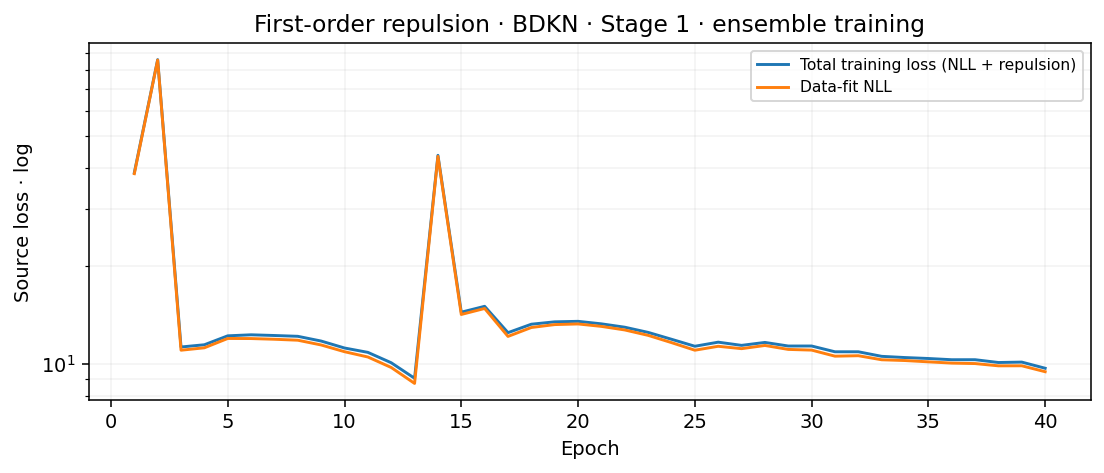 First-order repulsion · BDKN · Stage 1 · ensemble training
Total training loss (NLL + repulsion)
Data-fit NLL
Source loss · log
10¹
0 5 10 15 20 25 30 35 40
Epoch